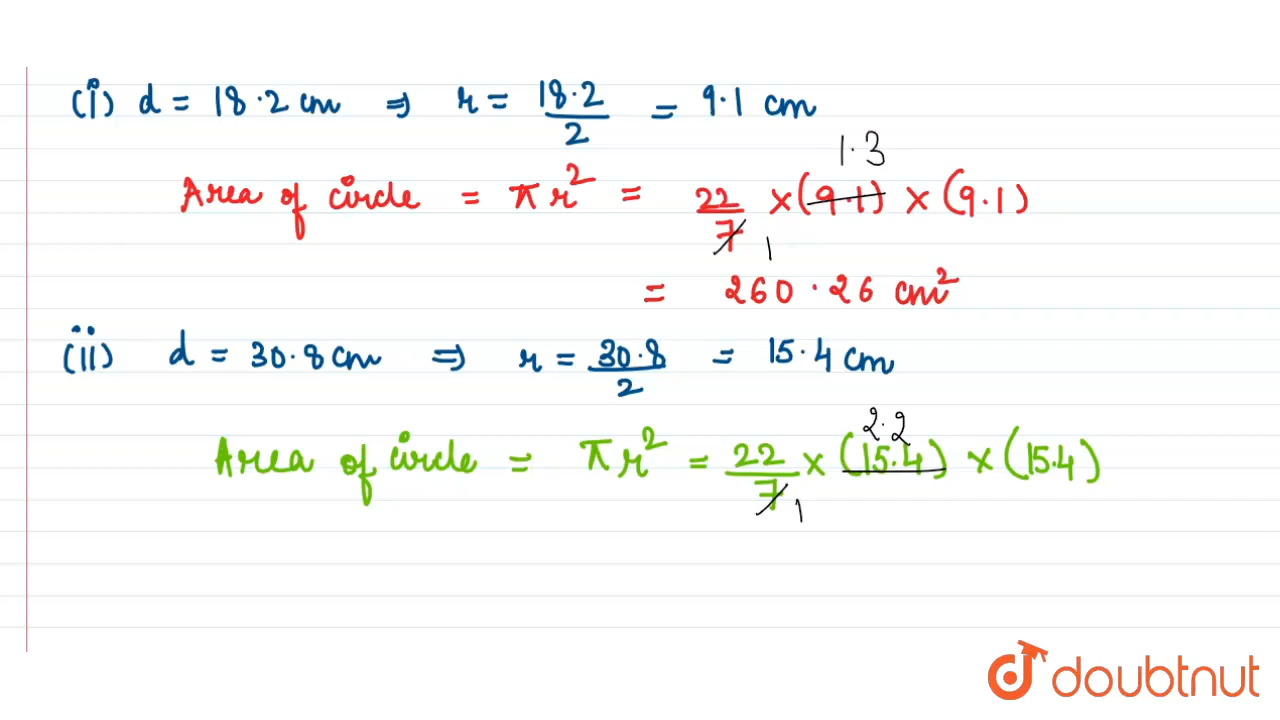 (i) d = 18.2 cm ⇒ r = 18.2/2 = 9.1 cm
1.3
Area of circle = πr² = 22/7 × (9.1) × (9.1)
1
= 260.26 cm²
(ii) d = 30.8 cm ⇒ r = 30.8/2 = 15.4 cm
2.2
Area of circle = πr² = 22/7 × (15.4) × (15.4)
1
doubtnut